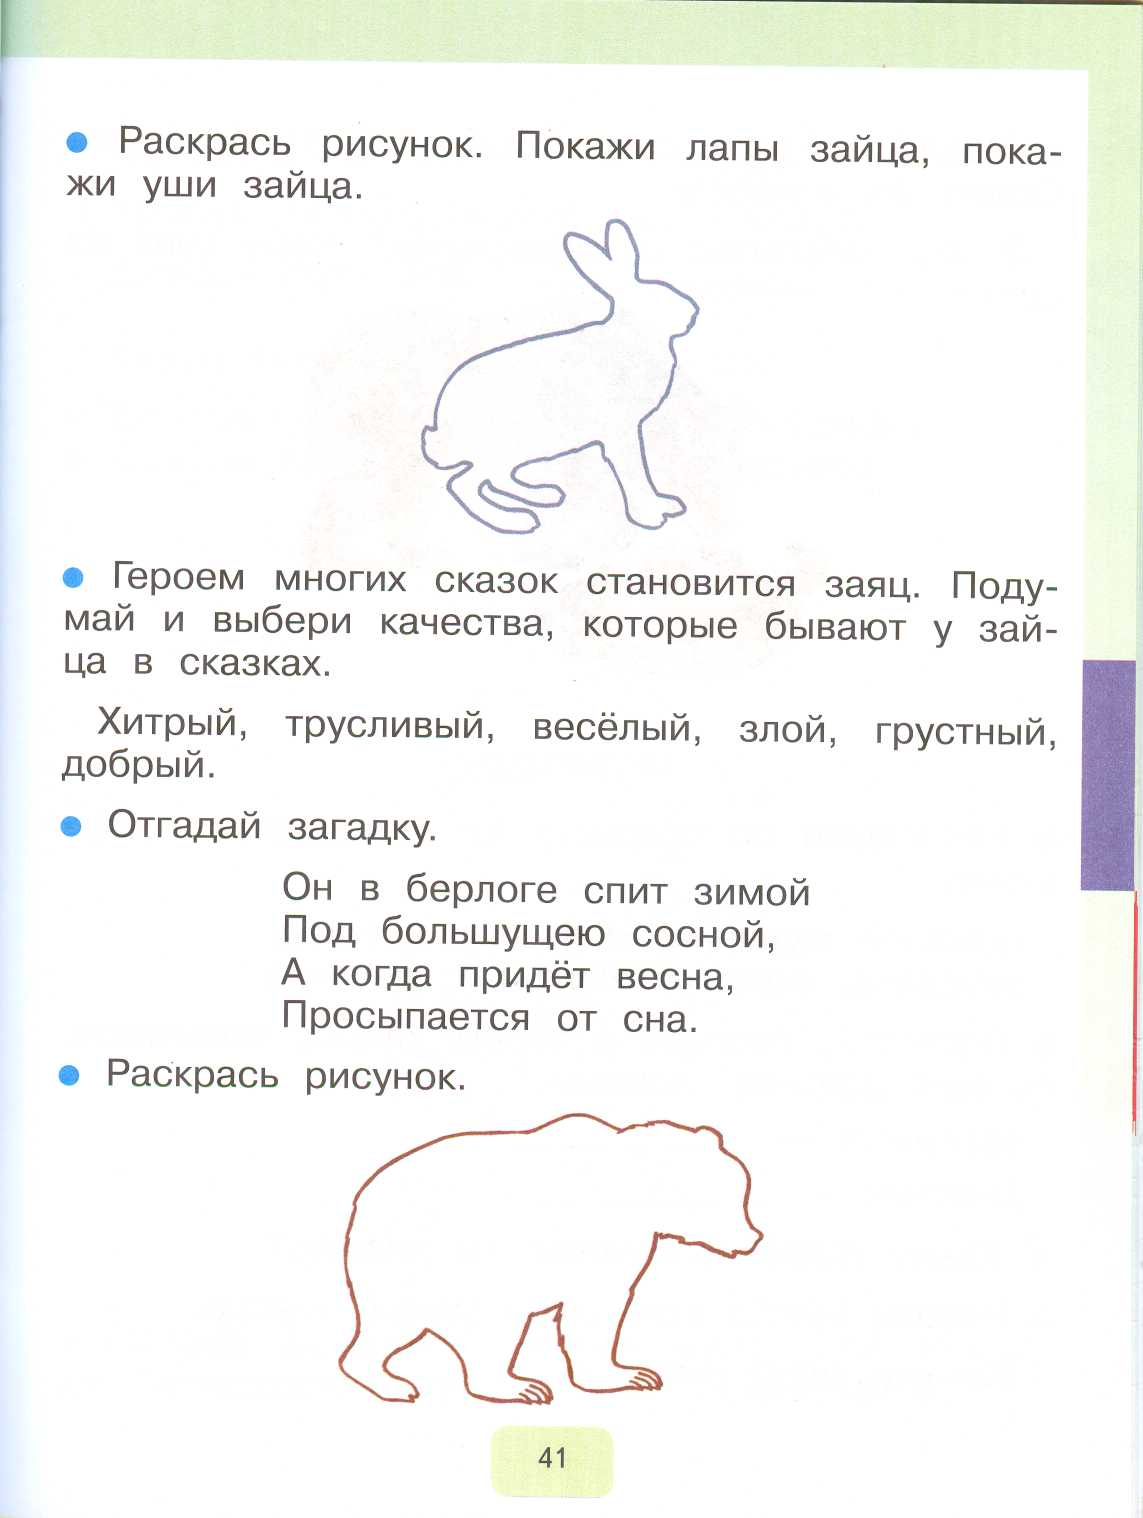 Раскрась рисунок. Покажи лапы зайца, пока-
жи уши зайца.
Героем многих сказок становится заяц. Поду-
май и выбери качества, которые бывают у зай-
ца в сказках.
Хитрый, трусливый, весёлый, злой, грустный,
добрый.
Отгадай загадку.
Он в берлоге спит зимой
Под большущею сосной,
А когда придёт весна,
Просыпается от сна.
Раскрась рисунок.
41